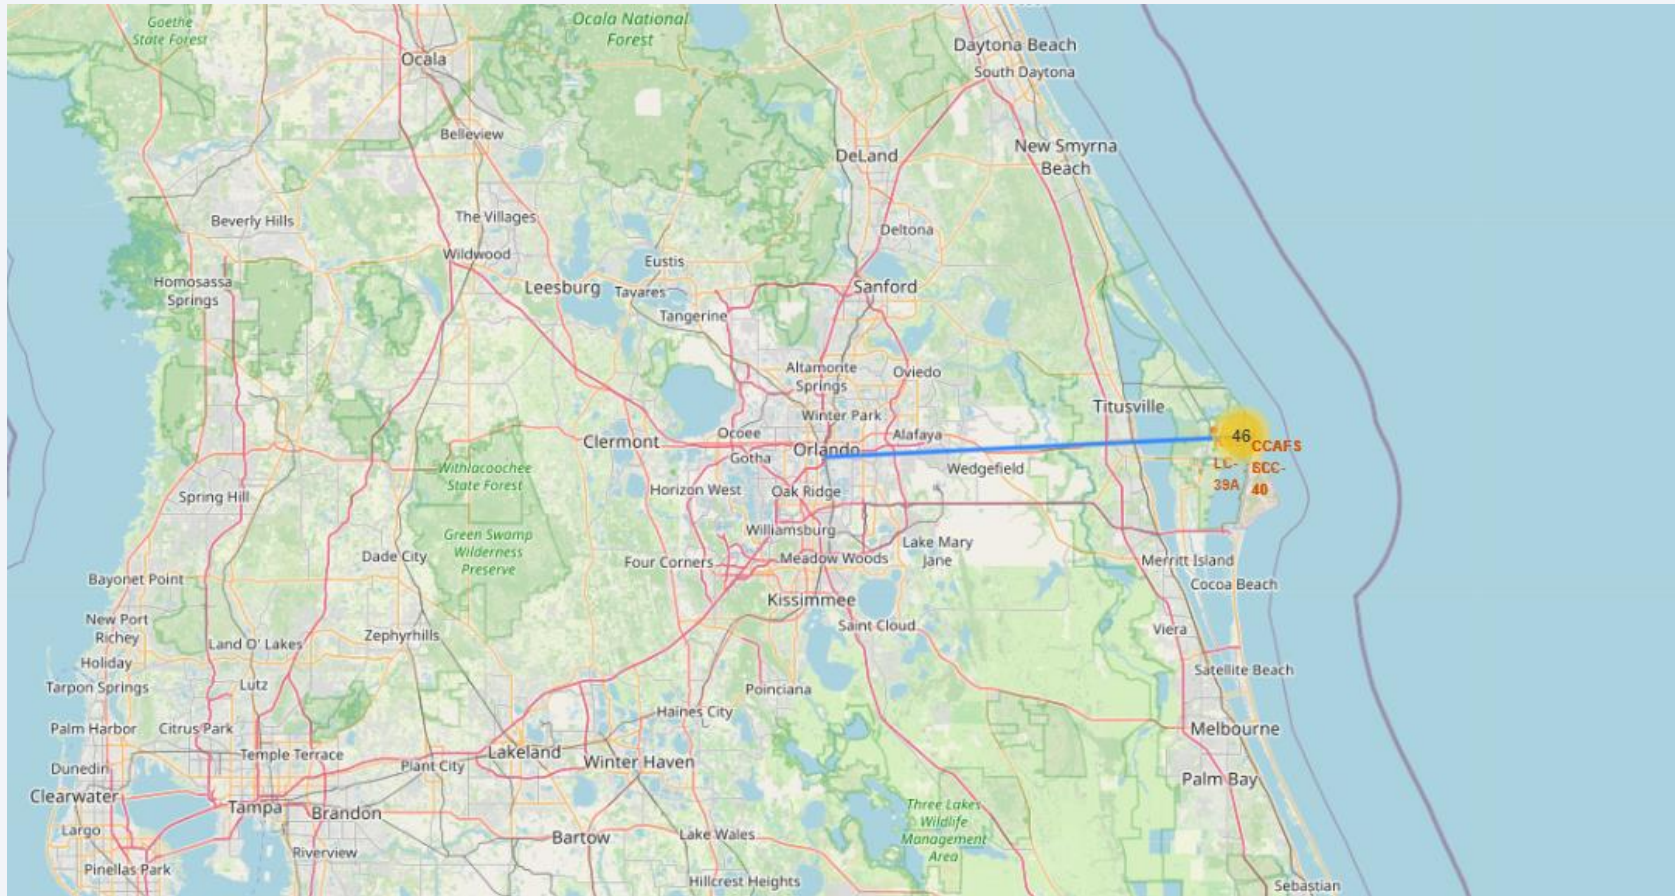 Goethe
State Forest
Ocala National
Forest
Ocala
Daytona Beach
South Daytona
Belleview
DeLand
New Smyrna
Beach
Beverly Hills
The Villages
Deltona
Wildwood
Eustis
Homosassa
Springs
Leesburg
Tavares
Sanford
Tangerine
Altamonte
Springs
Oviedo
Titusville
Winter Park
Clermont
Ocoee
Alafaya
46
Orlando
CCAFS
Gotha
Withlacoochee
State Forest
Wedgefield
LC-
39A
40
Spring Hill
Horizon West
Oak Ridge
Green Swamp
Wilderness
Preserve
Williamsburg
Lake Mary
Jane
Dade City
Four Corners
Meadow Woods
Merritt Island
Bayonet Point
Cocoa Beach
Kissimmee
New Port
Richey
Saint Cloud
Zephyrhills
Viera
Land O' Lakes
Holiday
Satellite Beach
Tarpon Springs
Lutz
Poinciana
Haines City
Palm Harbor
Citrus Park
Melbourne
Temple Terrace
Lakeland
Dunedin
Plant City
Winter Haven
Palm Bay
Clearwater
Tampa
Brandon
Three Lakes
Wildlife
Management
Area
Largo
Bartow
Lake Wales
Riverview
Pinellas Park
Hillcrest Heights
Sebastian